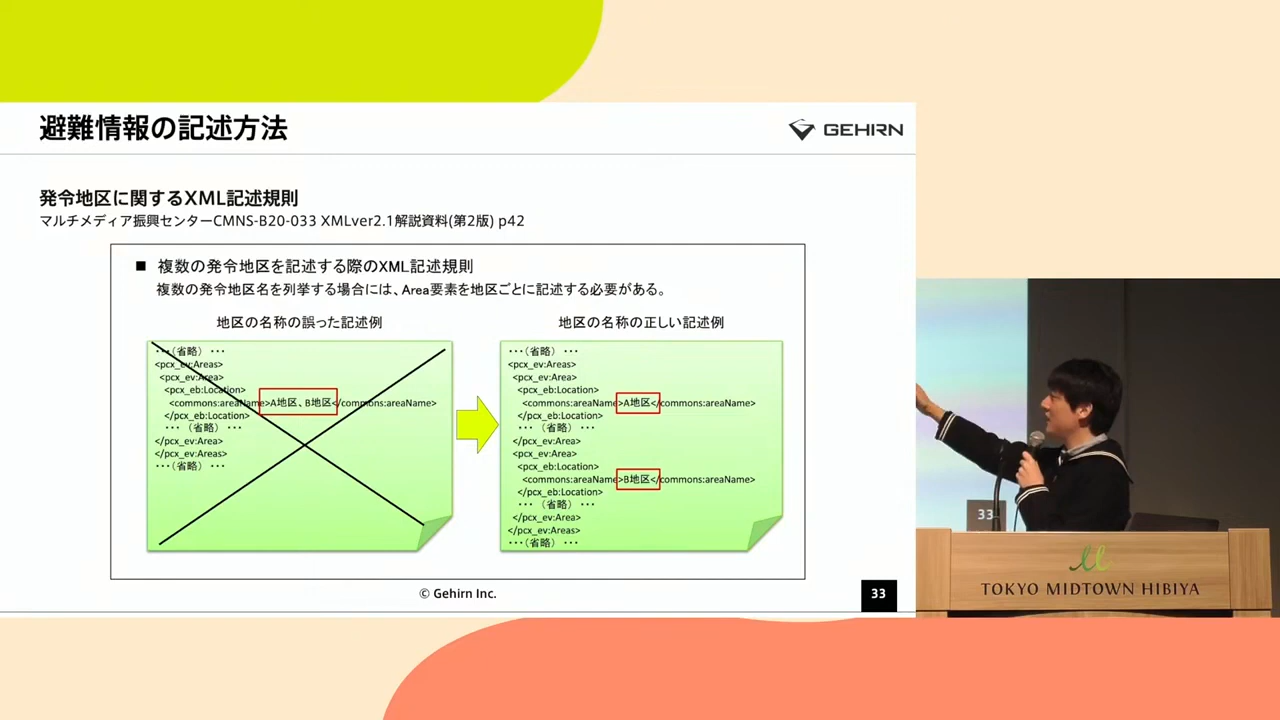 避難情報の記述方法
GEHIRN
発令地区に関するXML記述規則
マルチメディア振興センターCMNS-B20-033 XMLver2.1解説資料(第2版) p42
■ 複数の発令地区を記述する際のXML記述規則
複数の発令地区名を列挙する場合には、Area要素を地区ごとに記述する必要がある。
地区の名称の誤った記述例
・・・（省略） ・・・
<pcx_ev:Areas>
<pcx_ev:Area>
<pcx_eb:Location>
<commons:areaName>A地区、B地区</commons:areaName>
</pcx_eb:Location>
・・・ （省略） ・・・
</pcx_ev:Area>
</pcx_ev:Areas>
・・・（省略） ・・・
地区の名称の正しい記述例
・・・（省略） ・・・
<pcx_ev:Areas>
<pcx_ev:Area>
<pcx_eb:Location>
<commons:areaName>A地区</commons:areaName>
</pcx_eb:Location>
・・・ （省略） ・・・
</pcx_ev:Area>
<pcx_ev:Area>
<pcx_eb:Location>
<commons:areaName>B地区</commons:areaName>
</pcx_eb:Location>
・・・ （省略） ・・・
</pcx_ev:Area>
</pcx_ev:Areas>
・・・（省略） ・・・
© Gehirn Inc.
33
33
TOKYO MIDTOWN HIBIYA